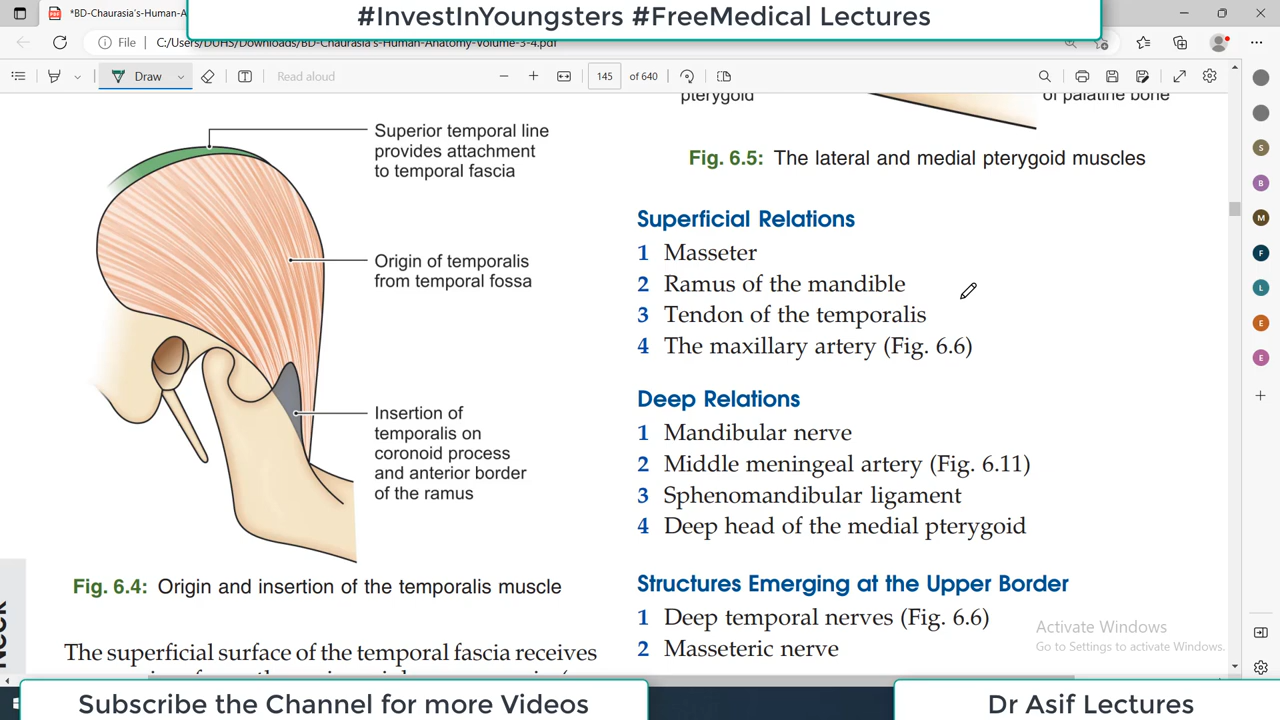 #InvestInYoungsters #FreeMedical Lectures
*BD-Chaurasia's-Human-A
File
C:/Users/DUHS/Downloads/BD-Chaurasia's-Human-Anatomy-Volume-3-4.pdf
Draw
Read aloud
145 of 640
Superior temporal line
provides attachment
to temporal fascia
Origin of temporalis
from temporal fossa
Insertion of
temporalis on
coronoid process
and anterior border
of the ramus
Fig. 6.4: Origin and insertion of the temporalis muscle
Neck
The superficial surface of the temporal fascia receives
pterygoid
of palatine bone
Fig. 6.5: The lateral and medial pterygoid muscles
Superficial Relations
1 Masseter
2 Ramus of the mandible
3 Tendon of the temporalis
4 The maxillary artery (Fig. 6.6)
Deep Relations
1 Mandibular nerve
2 Middle meningeal artery (Fig. 6.11)
3 Sphenomandibular ligament
4 Deep head of the medial pterygoid
Structures Emerging at the Upper Border
1 Deep temporal nerves (Fig. 6.6)
2 Masseteric nerve
Activate Windows
Go to Settings to activate Windows.
S
B
M
F
L
E
E
Subscribe the Channel for more Videos
Dr Asif Lectures